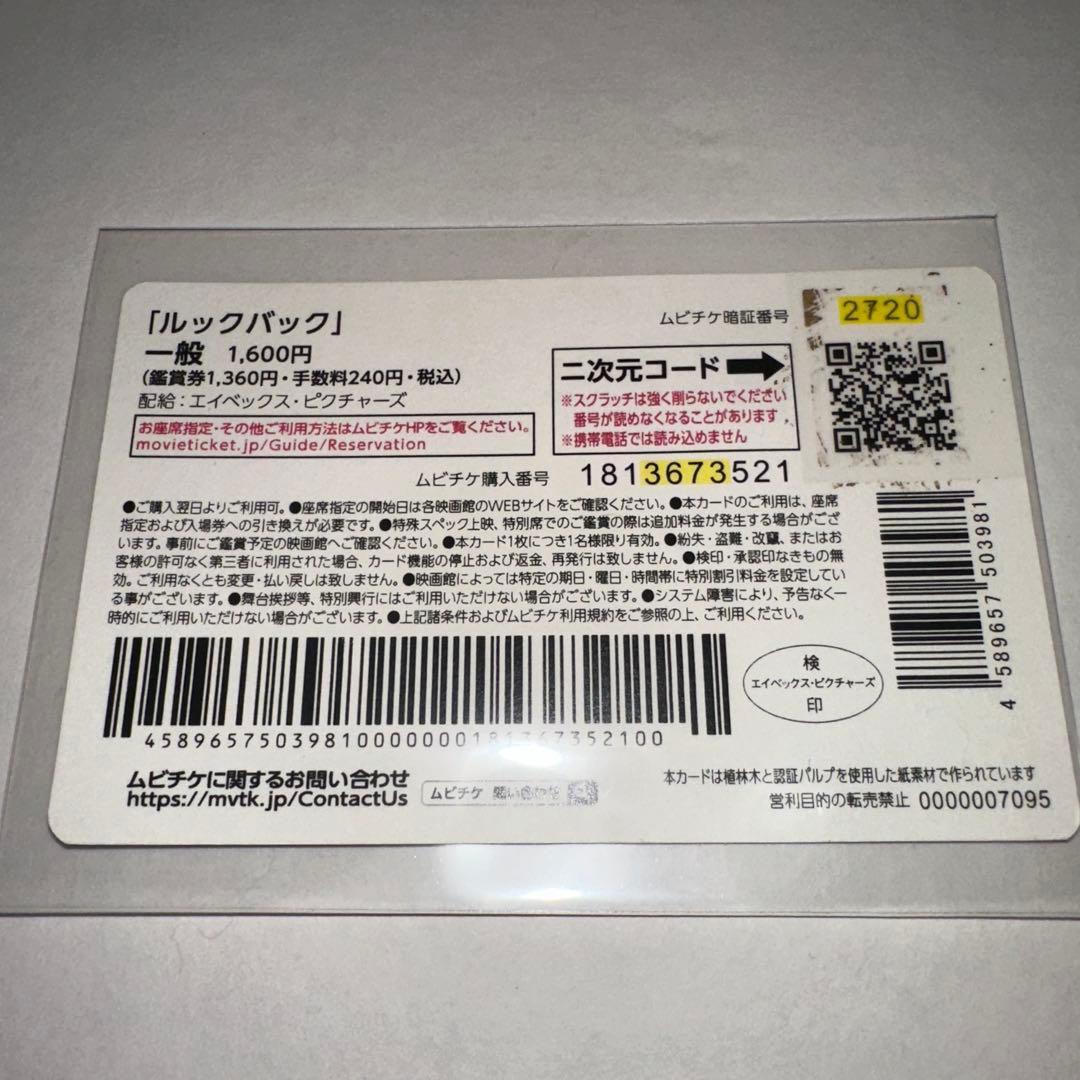 「ルックバック」
一般 1,600円
(鑑賞券1,360円・手数料240円・税込)
配給：エイベックス・ピクチャーズ
お座席指定・その他ご利用方法はムビチケHPをご覧ください。
movieticket.jp/Guide/Reservation
ムビチケ暗証番号
2720
二次元コード
※スクラッチは強く削らないでください
番号が読めなくなることがあります
※携帯電話では読み込めません
ムビチケ購入番号 1813673521
●ご購入翌日よりご利用可。●座席指定の開始日は各映画館のWEBサイトをご確認ください。●本カードのご利用は、座席
指定および入場券への引き換えが必要です。●特殊スペック上映、特別席でのご鑑賞の際は追加料金が発生する場合がござ
います。事前にご鑑賞予定の映画館へご確認ください。●本カード1枚につき1名様限り有効。●紛失・盗難・改竄、またはお
客様の許可なく第三者に利用された場合、カード機能の停止および返金、再発行は致しません。●検印・承認印なきもの無
効。ご利用なくとも変更・払い戻しは致しません。●映画館によっては特定の期日・曜日・時間帯に特別割引料金を設定してい
る事がございます。●舞台挨拶等、特別興行にはご利用いただけない場合がございます。●システム障害により、予告なく一
時的にご利用いただけない場合がございます。●上記諸条件およびムビチケ利用規約をご参照の上、ご利用ください。
4 589657 503981
検
エイベックス・ピクチャーズ
印
45896575039810000000181367352100
ムビチケに関するお問い合わせ
https://mvtk.jp/ContactUs
ムビチケ
本カードは植林木と認証パルプを使用した紙素材で作られています
営利目的の転売禁止 0000007095